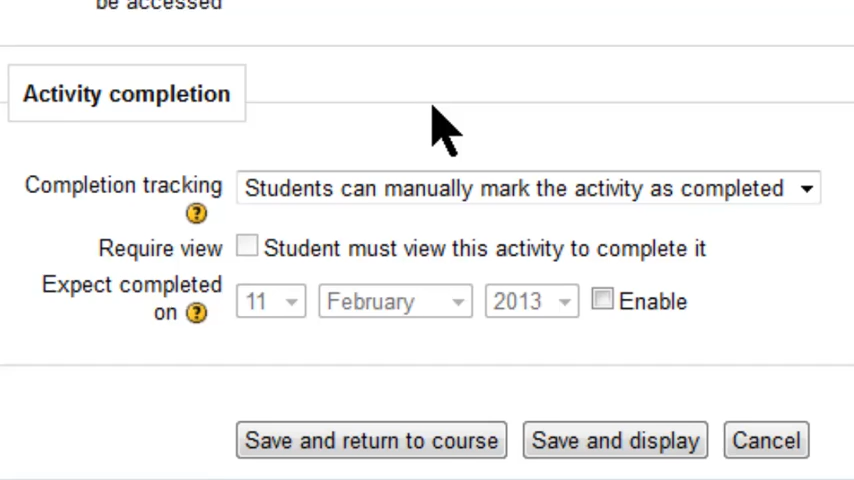 be accessed
Activity completion
Completion tracking Students can manually mark the activity as completed
Require view Student must view this activity to complete it
Expect completed
on 11 February 2013 Enable
Save and return to course Save and display Cancel